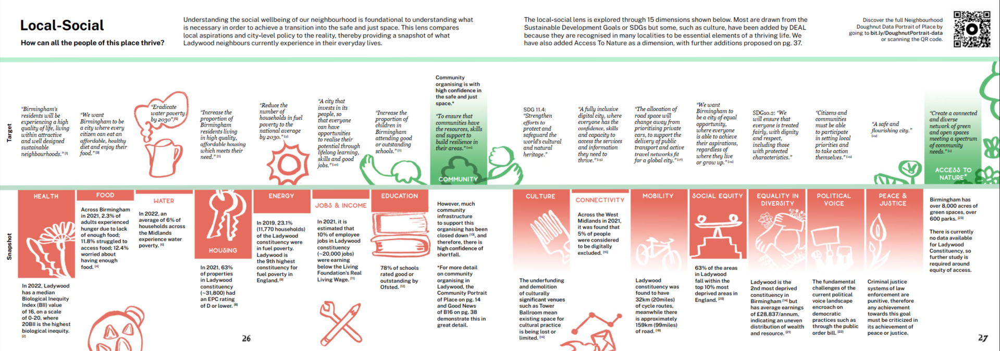 Local-Social
How can all the people of this place thrive?
Understanding the social wellbeing of our neighbourhood is foundational to understanding what
is necessary in order to achieve a transition into the safe and just space. This lens compares
local aspirations and city-level policy to the reality, thereby providing a snapshot of what
Ladywood neighbours currently experience in their everyday lives.
The local-social lens is explored through 15 dimensions shown below. Most are drawn from the
Sustainable Development Goals or SDGs but some, such as culture, have been added by DEAL
because they are recognised in many localities to be essential elements of a thriving life. We
have also added Access To Nature as a dimension, with further additions proposed on pg. 37.
Discover the full Neighbourhood
Doughnut Data Portrait of Place by
going to bit.ly/DoughnutPortrait-data
or scanning the QR code.
Target
"Birmingham's
residents will be
experiencing a high
quality of life, living
within attractive
and well designed
sustainable
neighbourhoods." [1]
"We want
Birmingham to be
a city where every
citizen can eat an
affordable, healthy
diet and enjoy their
food." [3]
"Eradicate
water poverty
by 2030".[5]
"Increase the
proportion of
Birmingham
residents living
in high quality,
affordable housing
which meets their
need." [7]
"Reduce the
number of
households in fuel
poverty to the
national average
by 2030." [3]
"A city that
invests in its
people, so
that everyone
can have
opportunities
to realise their
potential through
lifelong learning,
skills and good
jobs." [10]
"Increase the
proportion of
children in
Birmingham
attending good
or outstanding
schools." [7]
Community
organising is with
high confidence in
the safe and just
space.*
"To ensure that
communities have
the resources, skills
and support to
build resilience in
their areas." [10]
COMMUNITY
SDG 11.4:
"Strengthen
efforts to
protect and
safeguard the
world's cultural
and natural
heritage."
"A fully inclusive
digital city, where
everyone has the
confidence, skills
and capacity to
access the services
and information
they need to
thrive." [15]
"The allocation of
road space will
change away from
prioritising private
cars, to support the
delivery of public
transport and active
travel networks fit
for a global city." [17]
"We want
Birmingham to
be a city of equal
opportunity,
where everyone
is able to achieve
their aspirations,
regardless of
where they live
or grow up." [19]
SDG10.2: "We
will ensure that
everyone is treated
fairly, with dignity
and respect,
including those
with protected
characteristics."
"Citizens and
communities
must be able
to participate
in setting local
priorities and
to take action
themselves." [19]
"A safe and
flourishing city."
[19]
"Create a connected
and diverse
network of green
and open spaces
meeting a spectrum
of community
needs." [1]
ACCESS TO
NATURE*
Snapshot
HEALTH
In 2022, Ladywood
has a median
Biological Inequity
Index (BII) value
of 16, on a scale
of 0-20, where
20BII is the highest
biological inequity.
[2]
FOOD
Across Birmingham
in 2021, 2.3% of
adults experienced
hunger due to lack
of enough food;
11.8% struggled to
access food; 12.4%
worried about
having enough
food. [4]
WATER
In 2022, an
average of 6% of
households across
the Midlands
experience water
poverty. [6]
HOUSING
In 2021, 63%
of properties
in Ladywood
constituency
(~31,800) had
an EPC rating
of D or lower. [8]
ENERGY
In 2019, 23.1%
(11,770 households)
of the Ladywood
constituency were
in fuel poverty.
Ladywood is
the 9th highest
constituency for
fuel poverty in
England. [9]
JOBS & INCOME
In 2021, it is
estimated that
10% of employee
jobs in Ladywood
constituency
(~20,000 jobs)
were earning
below the Living
Foundation's Real
Living Wage. [11]
EDUCATION
78% of schools
rated good or
outstanding by
Ofsted. [12]
However, much
community
infrastructure
to support this
organising has been
closed down [13], and
therefore, there is
high confidence of
shortfall.
*For more detail
on community
organising in
Ladywood, the
Community Portrait
of Place on pg. 14
and Good News
of B16 on pg. 38
demonstrate this in
great detail.
CULTURE
The underfunding
and demolition
of culturally
significant venues
such as Tower
Ballroom mean
existing space for
cultural practice
is being lost or
limited. [14]
CONNECTIVITY
Across the West
Midlands in 2021,
it was found that
5% of people
were considered
to be digitally
excluded. [16]
MOBILITY
Ladywood
constituency was
found to have
32km (20miles)
of cycle routes,
meanwhile there
is approximately
159km (99miles)
of road. [18]
SOCIAL EQUITY
63% of the areas
in Ladywood
fall within the
top 10% most
deprived areas in
England. [20]
EQUALITY IN
DIVERSITY
Ladywood is the
2nd most deprived
constituency in
Birmingham [14] but
has average earnings
of £28,837/annum,
indicating an uneven
distribution of wealth
and resource. [21]
POLITICAL
VOICE
The fundamental
challenges of the
current political
voice landscape
encroach on
democratic
practices such as
through the public
order bill. [22]
PEACE &
JUSTICE
Criminal justice
systems of law
enforcement are
punitive, therefore
any achievement
towards this goal
must be criticized in
its achievement of
peace or justice.
Birmingham has
over 8,000 acres of
green spaces, over
600 parks. [23]
There is currently
no data available
for Ladywood
Constituency, so
further study is
required around
equity of access.
26
27